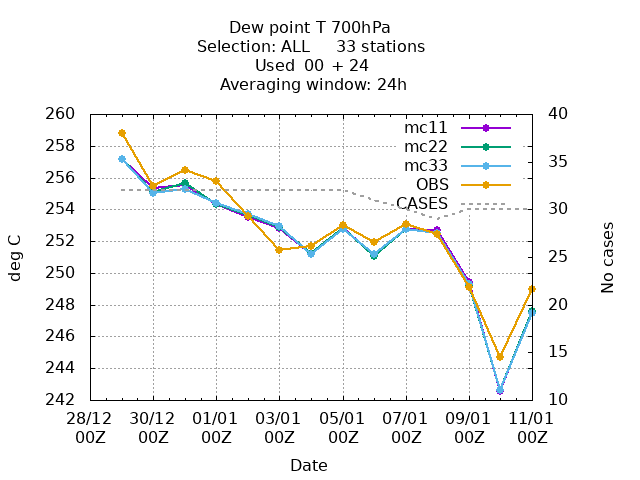 Dew point T 700hPa
Selection: ALL     33 stations
Used  00  + 24
Averaging window: 24h
260
258
256
254
252
250
248
246
244
242
40
35
30
25
20
15
10
deg C
No cases
mc11
mc22
mc33
OBS
CASES
28/12 30/12 01/01 03/01 05/01 07/01 09/01 11/01
00Z 00Z 00Z 00Z 00Z 00Z 00Z 00Z
Date